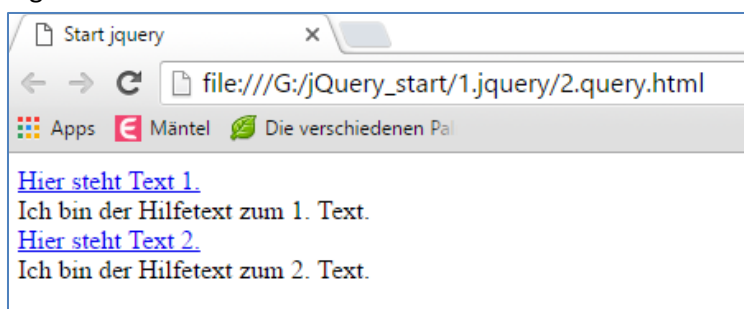 Start jquery
file:///G:/jQuery_start/1.jquery/2.query.html
Apps Mäntel Die verschiedenen
Hier steht Text 1.
Ich bin der Hilfetext zum 1. Text.
Hier steht Text 2.
Ich bin der Hilfetext zum 2. Text.